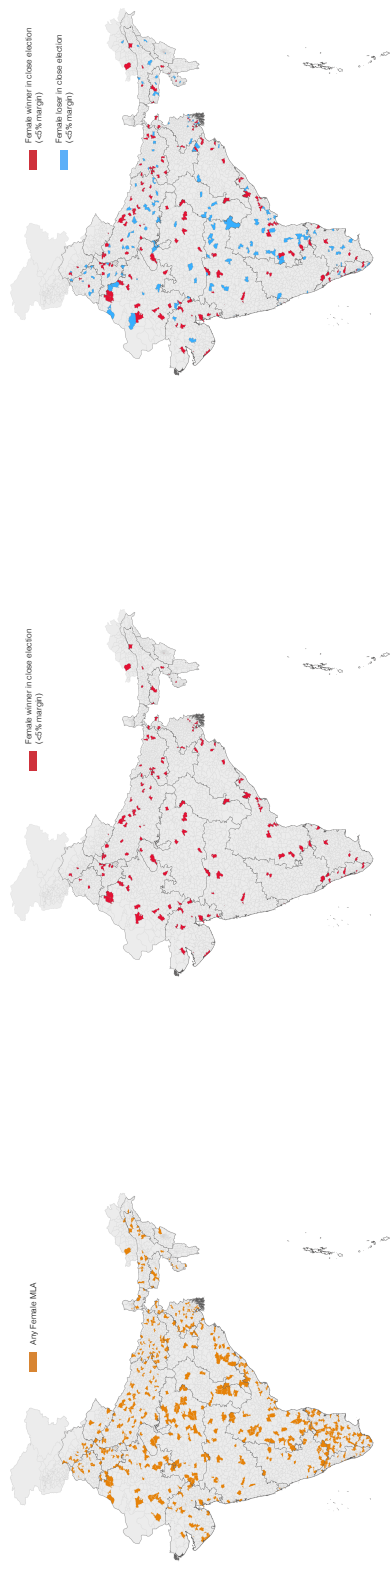 Female winner in close election
(<5% margin)
Female loser in close election
(<5% margin)
Female winner in close election
(<5% margin)
Any Female MLA